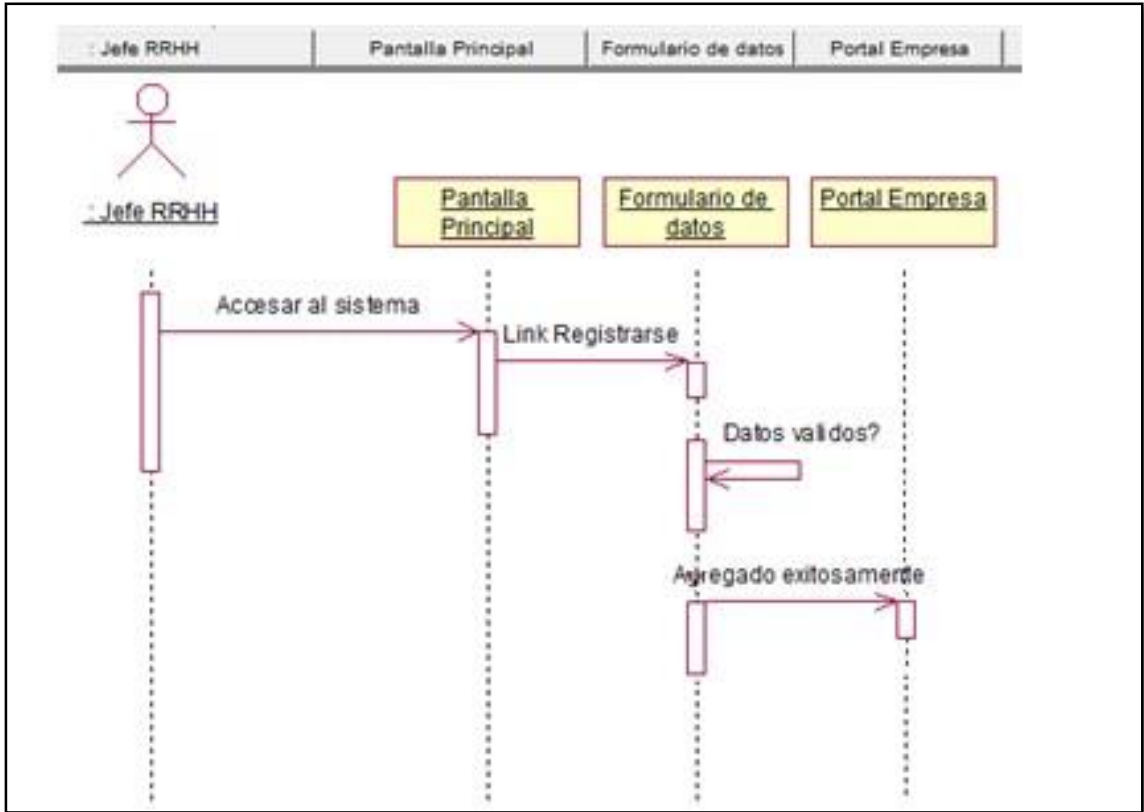 : Jefe RRHH
Pantalla Principal
Formulario de datos
Portal Empresa
: Jefe RRHH
Pantalla
Principal
Formulario de
datos
Portal Empresa
Accesar al sistema
Link Registrarse
Datos validos?
Agregado exitosamente